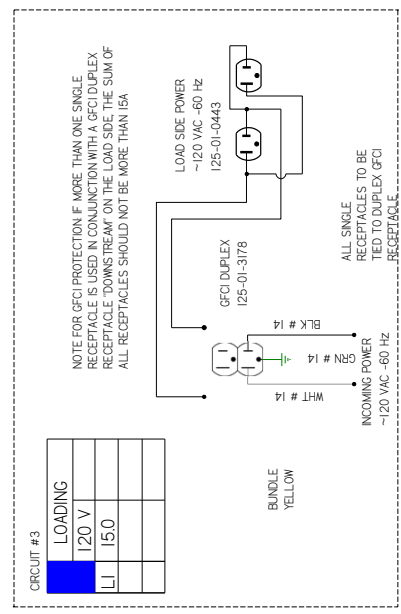 CIRCUIT #3
LOADING
120 V
L1 15.0
NOTE FOR GFCI PROTECTION: IF MORE THAN ONE SINGLE
RECEPTACLE IS USED IN CONJUNCTION WITH A GFCI DUPLEX
RECEPTACLE "DOWNSTREAM" ON THE LOAD SIDE, THE SUM OF
ALL RECEPTACLES SHOULD NOT BE MORE THAN 15A
LOAD SIDE POWER
~120 VAC -60 Hz
125-01-0443
GFCI DUPLEX
125-01-3178
BUNDLE
YELLOW
WHT # 14
GRN # 14
BLK # 14
INCOMING POWER
~120 VAC -60 Hz
ALL SINGLE
RECEPTACLES TO BE
TIED TO DUPLEX GFCI
RECEPTACLE